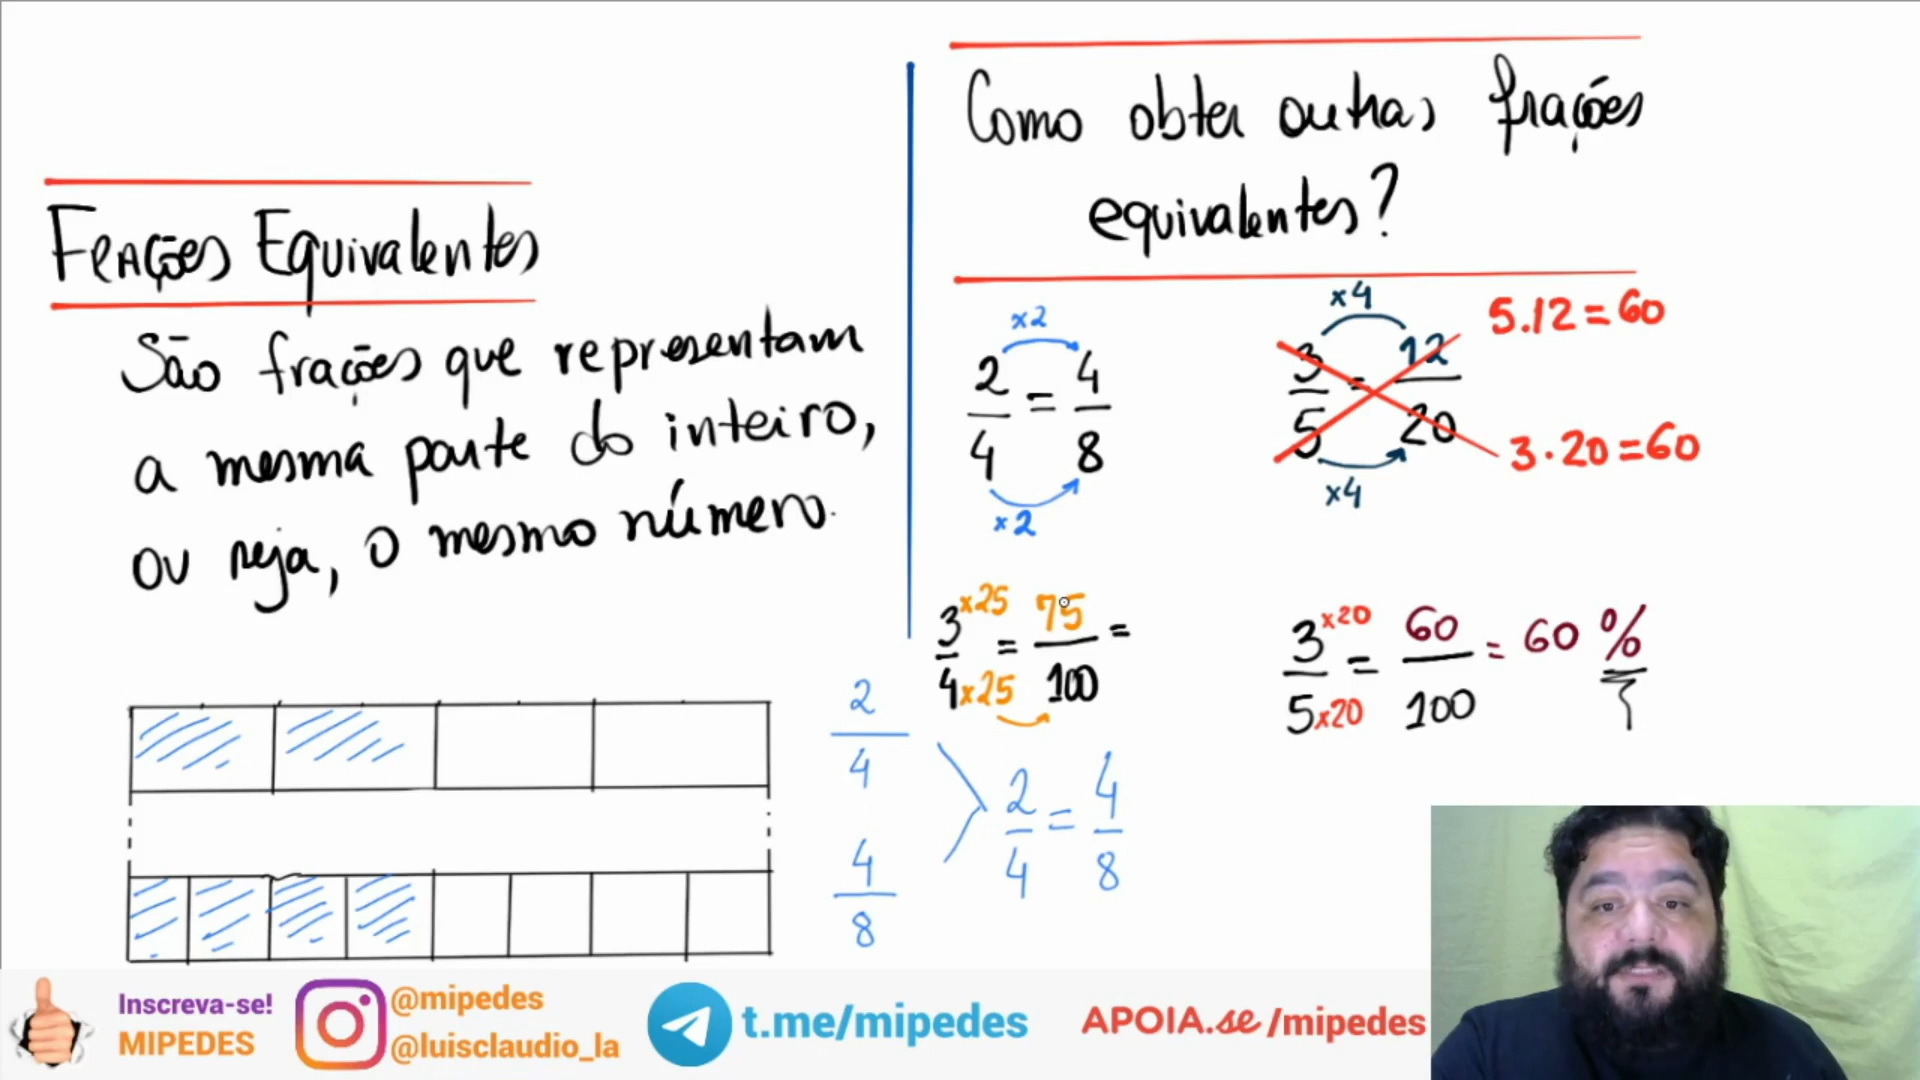 Frações Equivalentes
São frações que representam
a mesma parte do inteiro,
ou seja, o mesmo número.
2/4
4/8
2/4 = 4/8
Como obter outras frações
equivalentes?
x2
2/4 = 4/8
x2
x4
3/5 = 12/20
x4
5.12=60
3.20=60
3 x25 / 4 x25 = 75/100 =
3 x20 / 5 x20 = 60/100 = 60 %
Inscreva-se!
MIPEDES
@mipedes
@luisclaudio_la
t.me/mipedes
APOIA.se/mipedes